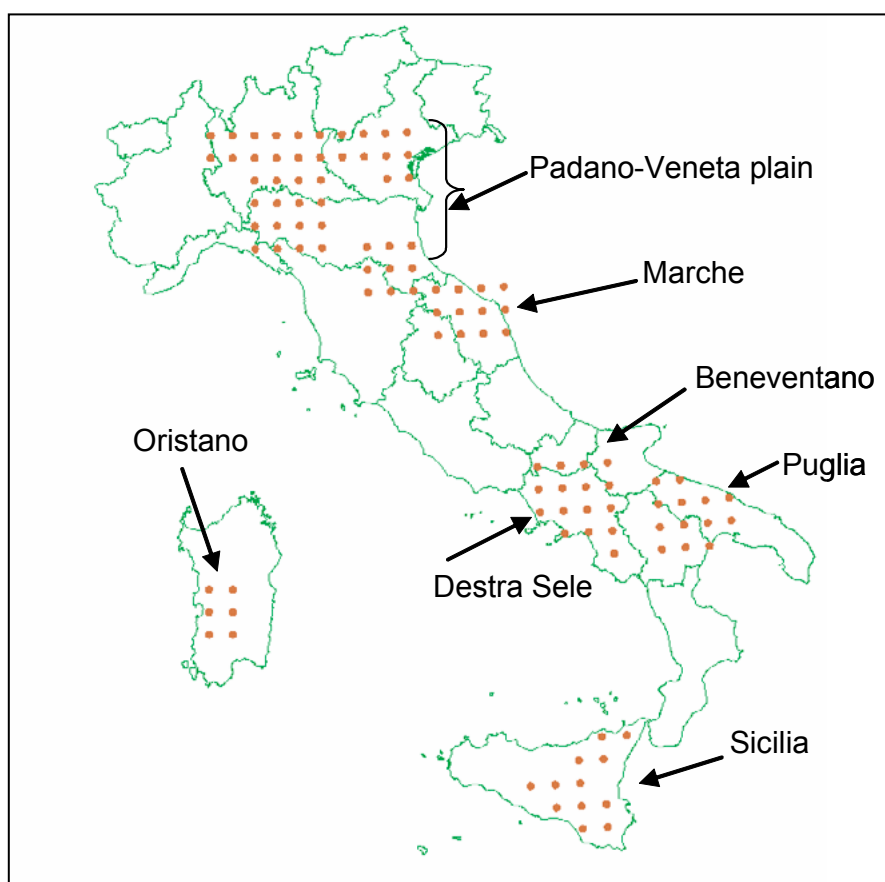 Padano-Veneta plain
Marche
Beneventano
Oristano
Puglia
Destra Sele
Sicilia